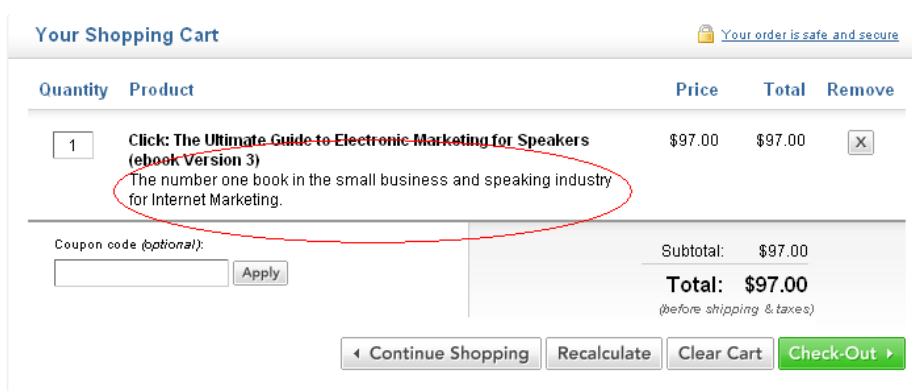 Your Shopping Cart
Your order is safe and secure
Quantity Product Price Total Remove
1 Click: The Ultimate Guide to Electronic Marketing for Speakers $97.00 $97.00 X
(ebook Version 3)
The number one book in the small business and speaking industry
for Internet Marketing.
Coupon code (optional):
Apply
Subtotal: $97.00
Total: $97.00
(before shipping & taxes)
Continue Shopping Recalculate Clear Cart Check-Out